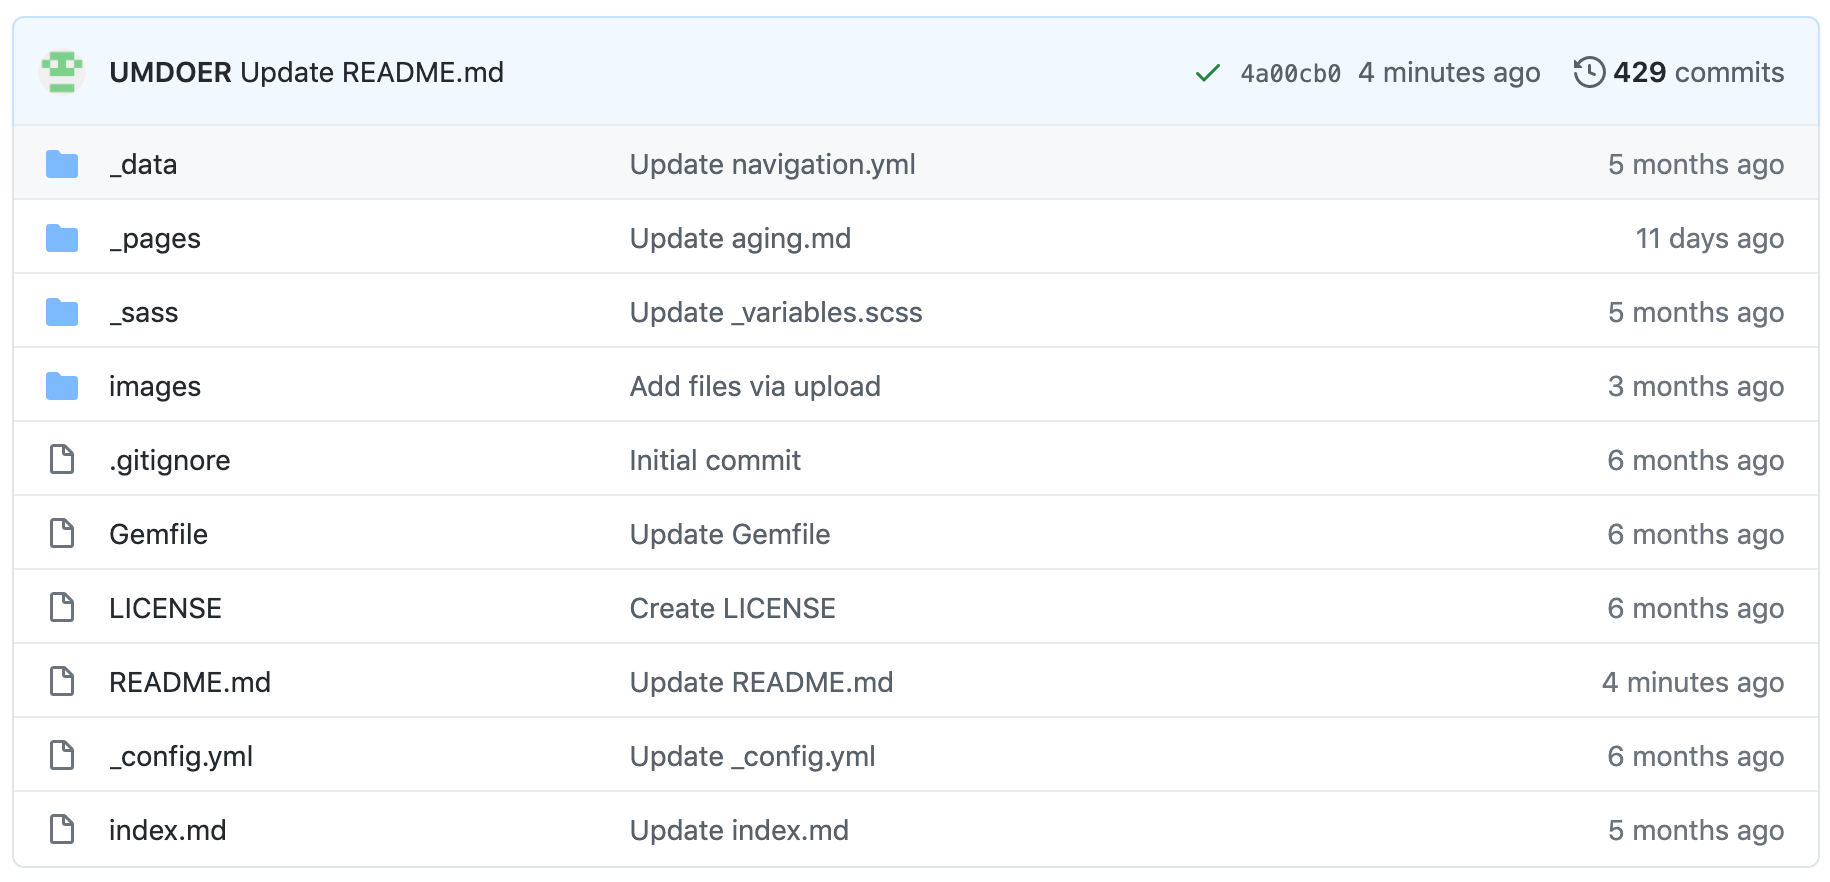 UMDOER Update README.md 4a00cb0 4 minutes ago 429 commits
_data Update navigation.yml 5 months ago
_pages Update aging.md 11 days ago
_sass Update _variables.scss 5 months ago
images Add files via upload 3 months ago
.gitignore Initial commit 6 months ago
Gemfile Update Gemfile 6 months ago
LICENSE Create LICENSE 6 months ago
README.md Update README.md 4 minutes ago
_config.yml Update _config.yml 6 months ago
index.md Update index.md 5 months ago